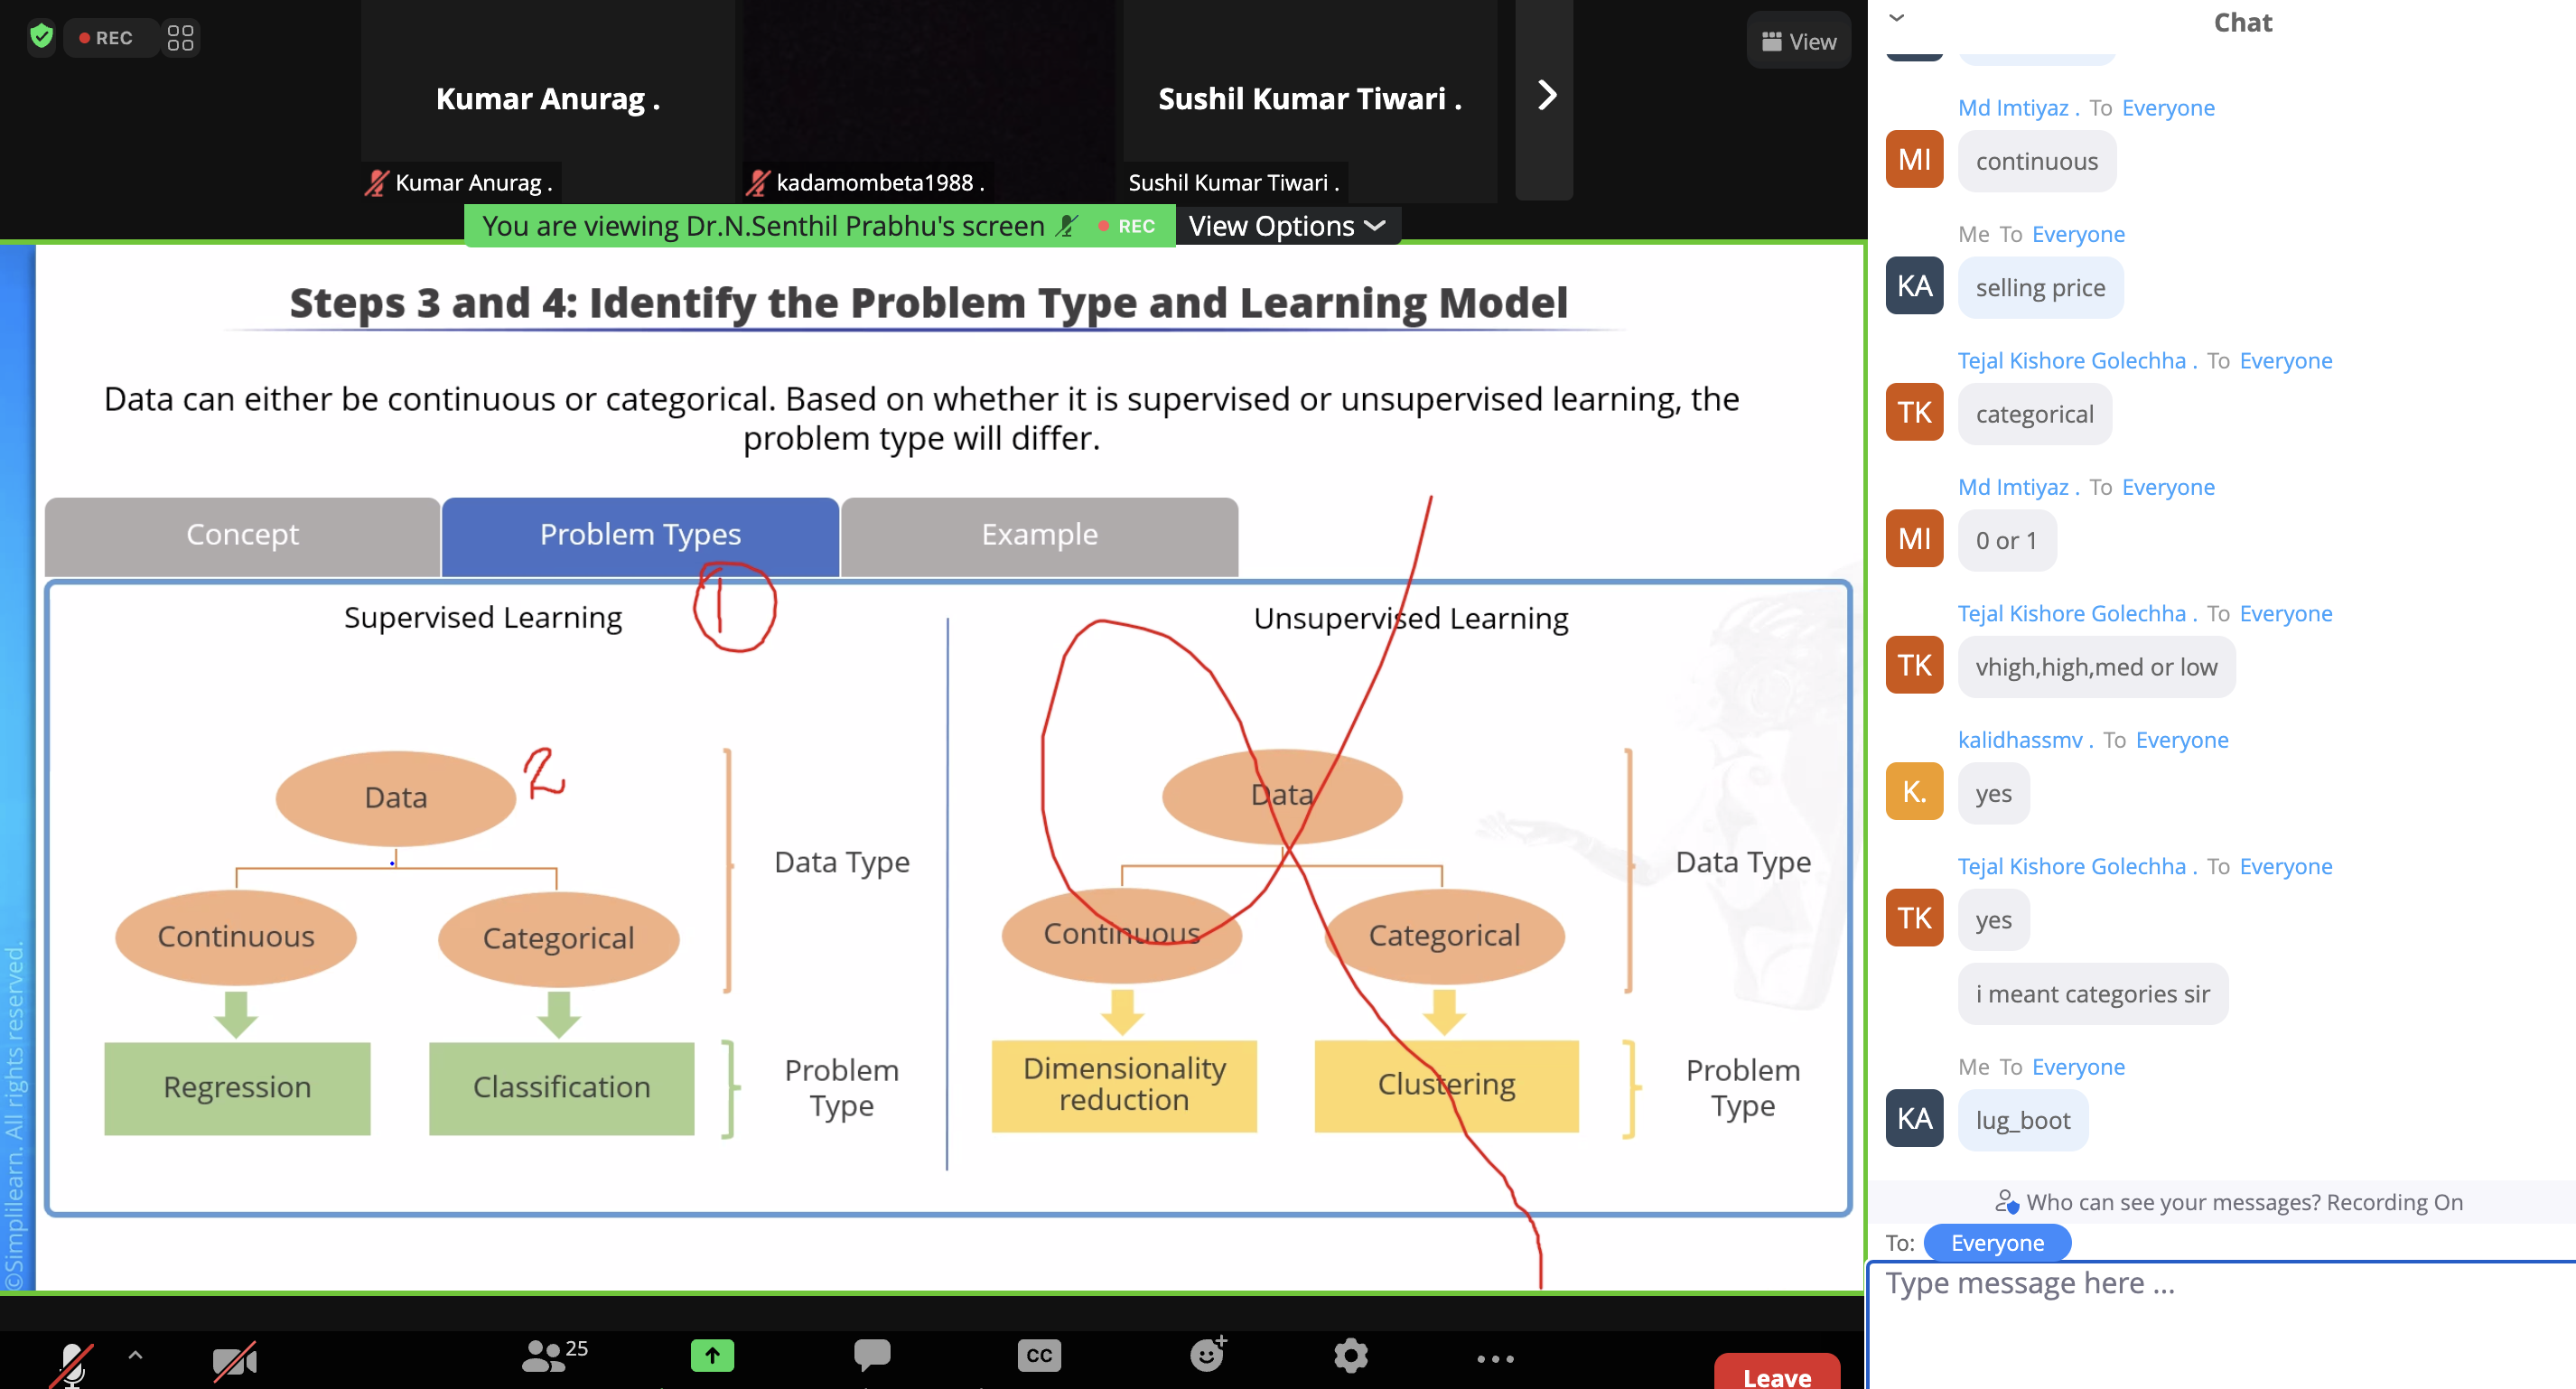 REC
View
Kumar Anurag .
Sushil Kumar Tiwari .
Kumar Anurag .
kadamombeta1988 .
Sushil Kumar Tiwari .
You are viewing Dr.N.Senthil Prabhu's screen
REC
View Options
Steps 3 and 4: Identify the Problem Type and Learning Model
Data can either be continuous or categorical. Based on whether it is supervised or unsupervised learning, the
problem type will differ.
Concept
Problem Types
Example
Supervised Learning
1
Data
2
Continuous
Categorical
Data Type
Regression
Classification
Problem
Type
Unsupervised Learning
Data
Continuous
Categorical
Data Type
Dimensionality
reduction
Clustering
Problem
Type
©Simplilearn. All rights reserved.
25
CC
Leave
Chat
Md Imtiyaz . To Everyone
MI
continuous
Me To Everyone
KA
selling price
Tejal Kishore Golechha . To Everyone
TK
categorical
Md Imtiyaz . To Everyone
MI
0 or 1
Tejal Kishore Golechha . To Everyone
TK
vhigh,high,med or low
kalidhassmv . To Everyone
K.
yes
Tejal Kishore Golechha . To Everyone
TK
yes
i meant categories sir
Me To Everyone
KA
lug_boot
Who can see your messages? Recording On
To: Everyone
Type message here ...